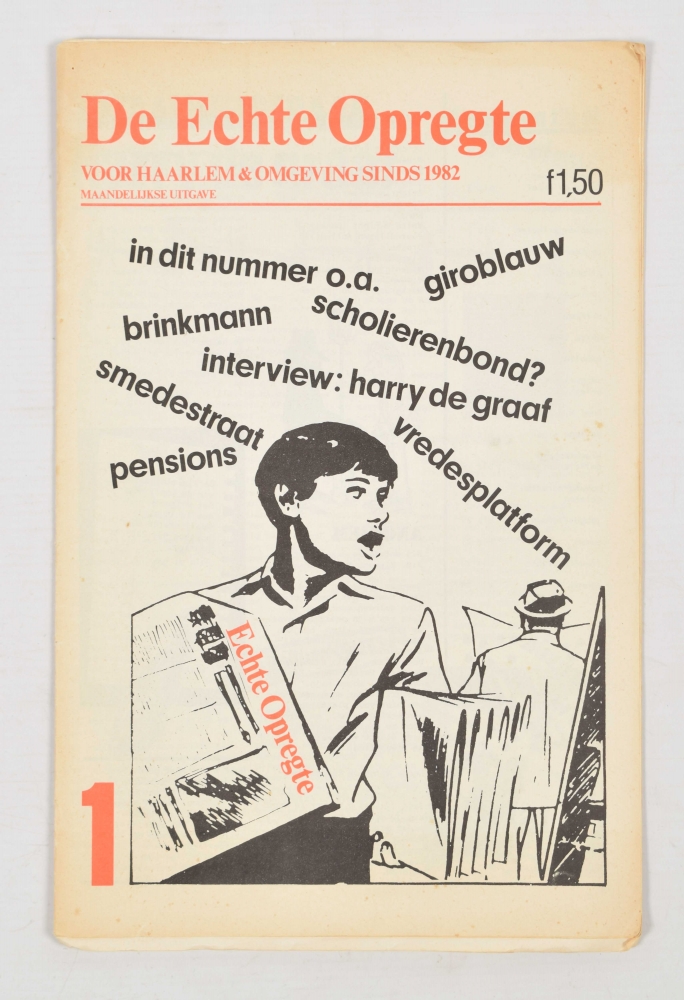 De Echte Opregte
VOOR HAARLEM & OMGEVING SINDS 1982
MAANDELIJKSE UITGAVE
f1,50
in dit nummer o.a.
giroblauw
brinkmann
scholierenbond?
interview: harry de graaf
smedestraat
pensions
vredesplatform
Echte Opregte
1